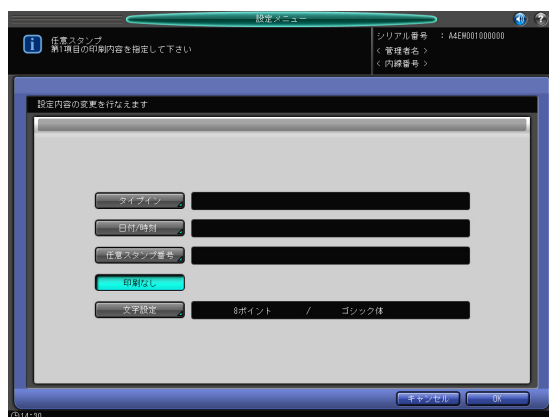 設定メニュー
任意スタンプ
第1項目の印刷内容を指定して下さい
シリアル番号 : A4EW001000000
< 管理者名 >
< 内線番号 >
設定内容の変更を行なえます
タイプイン
日付/時刻
任意スタンプ番号
印刷なし
文字設定 8ポイント / ゴシック体
キャンセル OK
14:30